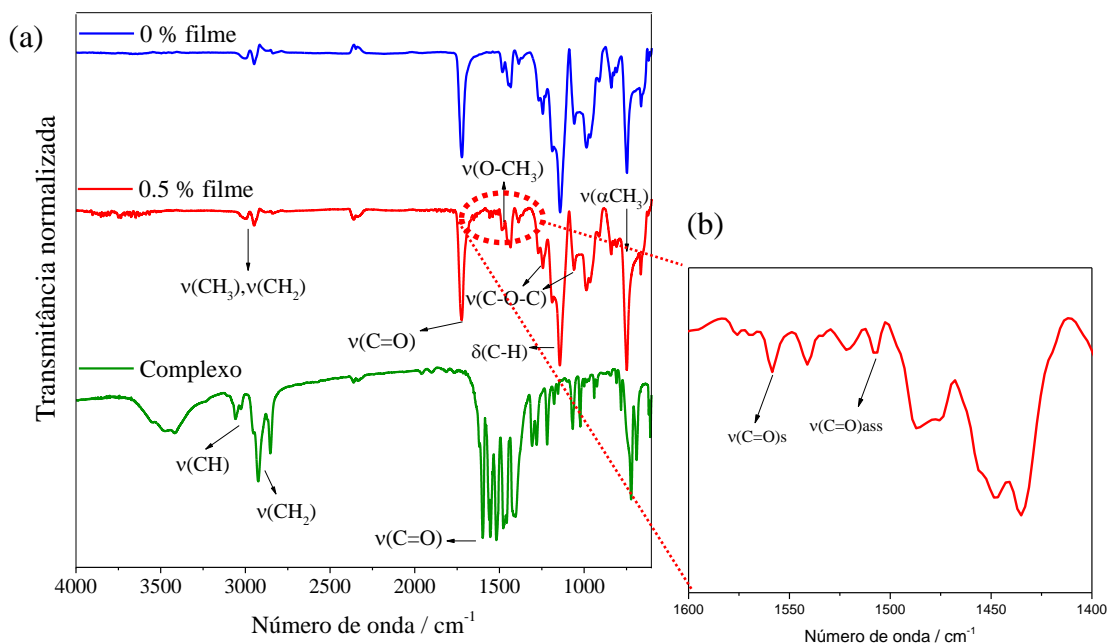 (a)
0 % filme
ν(O-CH3)
ν(αCH3)
0.5 % filme
ν(CH3),ν(CH2)
ν(C-O-C)
ν(C=O)
δ(C-H)
Complexo
ν(CH)
ν(CH2)
ν(C=O)
Transmitância normalizada
4000 3500 3000 2500 2000 1500 1000
Número de onda / cm-1
(b)
ν(C=O)s
ν(C=O)ass
1600 1550 1500 1450 1400
Número de onda / cm-1